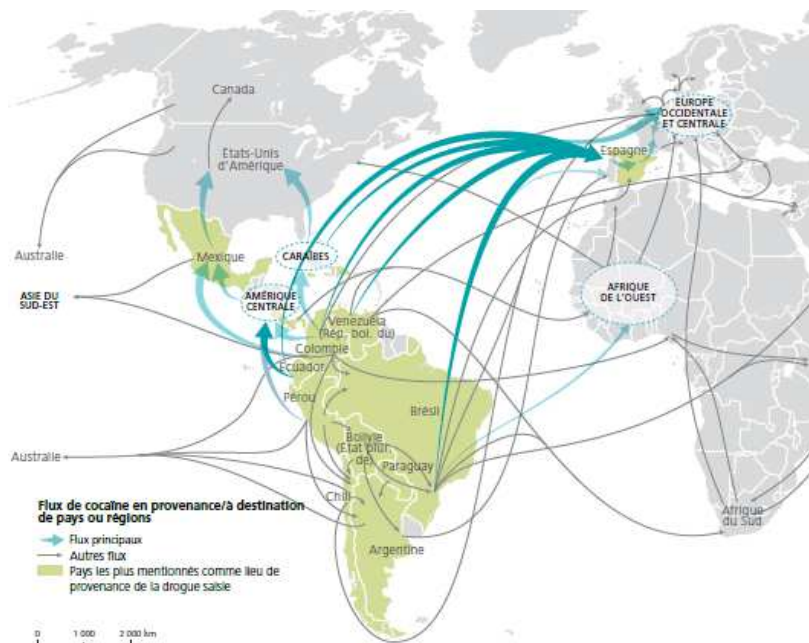 Canada
États-Unis
d'Amérique
EUROPE
OCCIDENTALE
ET CENTRALE
Espagne
Australie
Mexique
CARAÏBES
ASIE DU
SUD-EST
AMÉRIQUE
CENTRALE
AFRIQUE
DE L'OUEST
Venezuela
(Rép. bol. du)
Colombie
Ecuador
Pérou
Brésil
Bolivie
(État plur.
de)
Australie
Paraguay
Chili
Afrique
du Sud
Argentine
Flux de cocaïne en provenance/à destination
de pays ou régions
Flux principaux
Autres flux
Pays les plus mentionnés comme lieu de
provenance de la drogue saisie
0 1 000 2 000 km